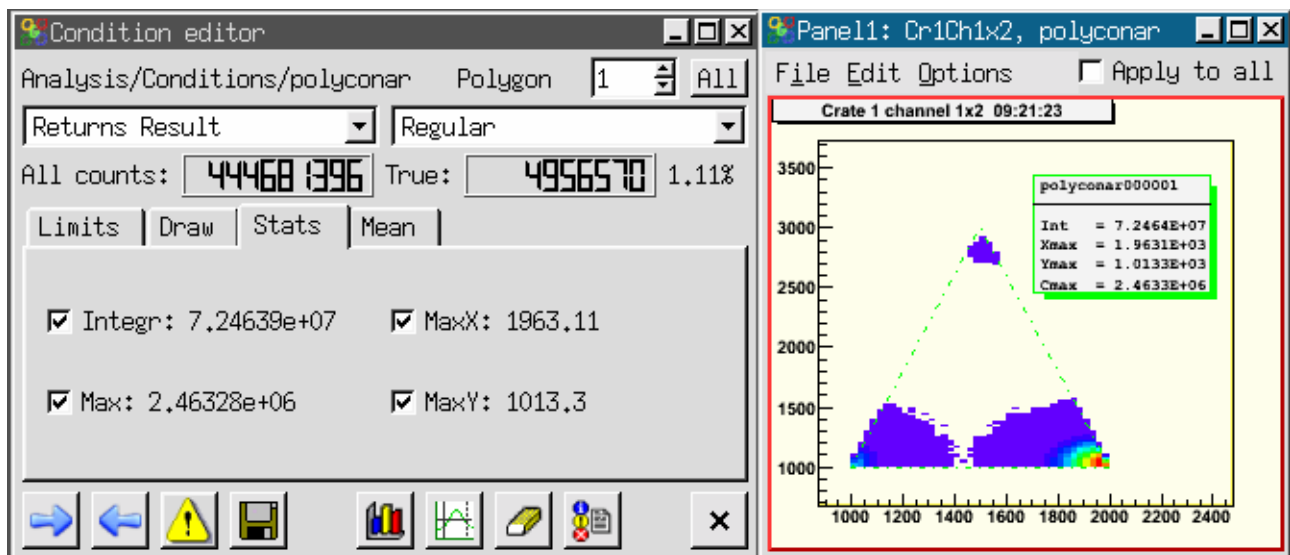 Condition editor
Analysis/Conditions/polyconar Polygon 1 All
Returns Result Regular
All counts: 444681396 True: 4956570 1.11%
Limits Draw Stats Mean
Integr: 7.24639e+07 MaxX: 1963.11
Max: 2.46328e+06 MaxY: 1013.3
Panel1: Cr1Ch1x2, polyconar
File Edit Options Apply to all
Crate 1 channel 1x2 09:21:23
polyconar000001
Int = 7.2464E+07
Xmax = 1.9631E+03
Ymax = 1.0133E+03
Cmax = 2.4633E+06
3500
3000
2500
2000
1500
1000
1000 1200 1400 1600 1800 2000 2200 2400